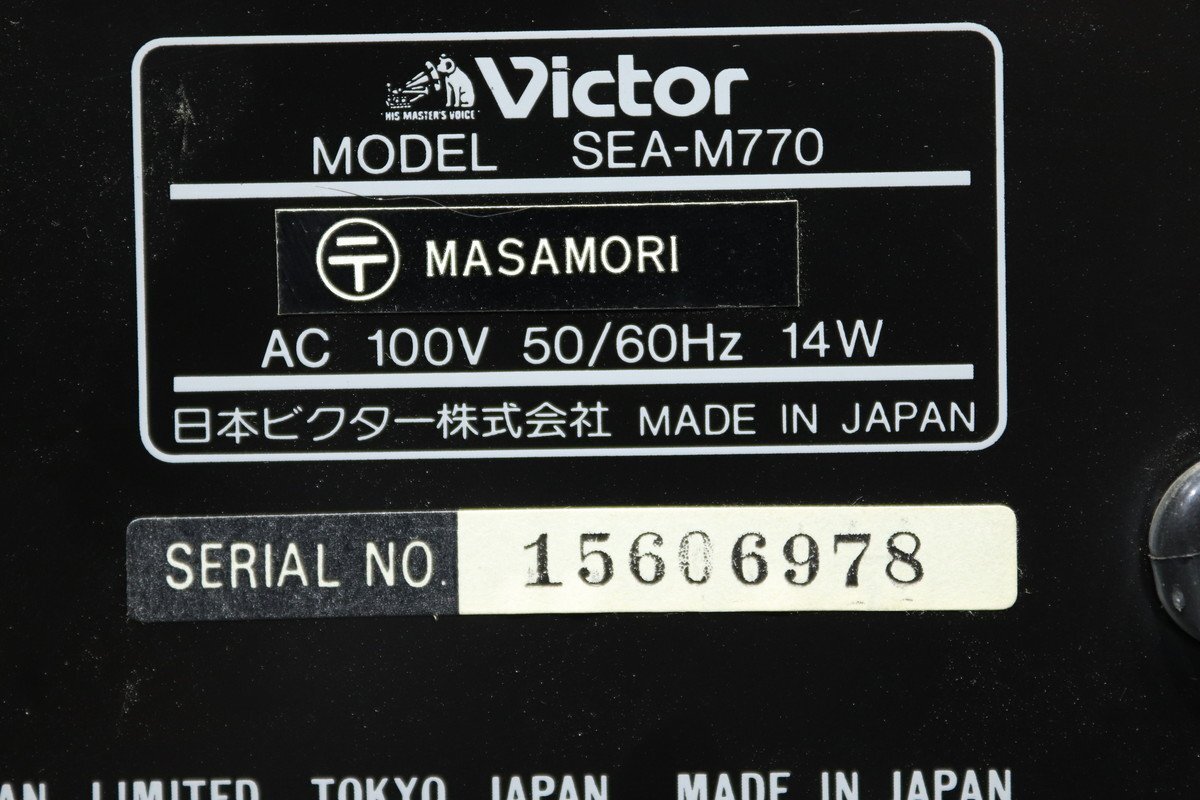 HIS MASTER'S VOICE
Victor
MODEL SEA-M770
〒 MASAMORI
AC 100V 50/60Hz 14W
日本ビクター株式会社 MADE IN JAPAN
SERIAL NO. 15606978
LIMITED TOKYO JAPAN MADE IN JAPAN